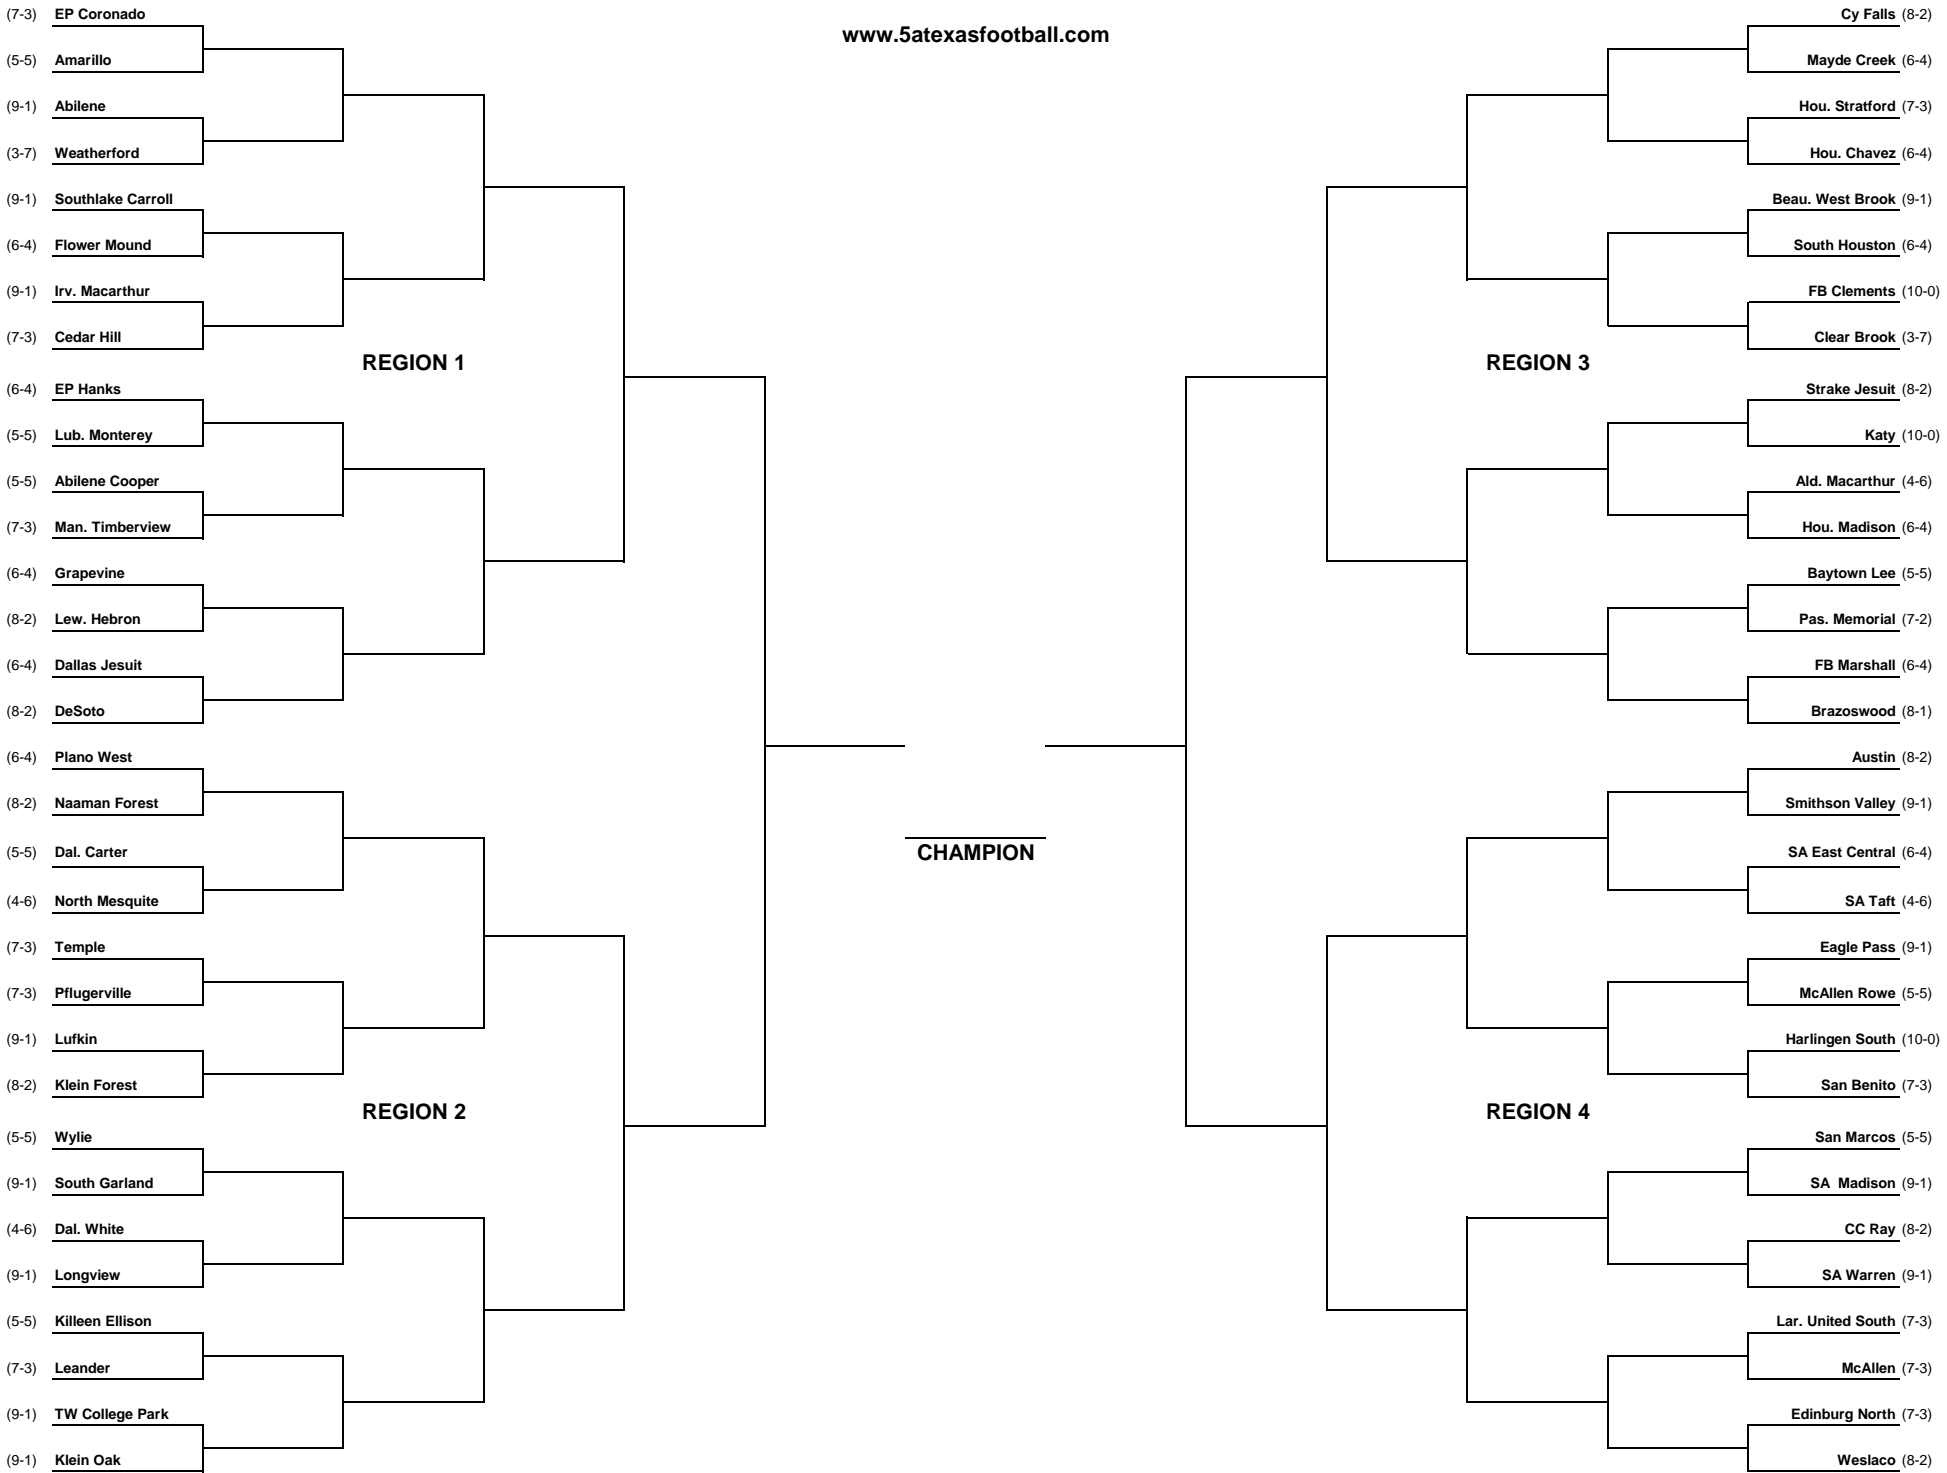 www.5atexasfootball.com
(7-3) EP Coronado
(5-5) Amarillo
(9-1) Abilene
(3-7) Weatherford
(9-1) Southlake Carroll
(6-4) Flower Mound
(9-1) Irv. Macarthur
(7-3) Cedar Hill
REGION 1
(6-4) EP Hanks
(5-5) Lub. Monterey
(5-5) Abilene Cooper
(7-3) Man. Timberview
(6-4) Grapevine
(8-2) Lew. Hebron
(6-4) Dallas Jesuit
(8-2) DeSoto
(6-4) Plano West
(8-2) Naaman Forest
(5-5) Dal. Carter
(4-6) North Mesquite
(7-3) Temple
(7-3) Pflugerville
(9-1) Lufkin
(8-2) Klein Forest
REGION 2
(5-5) Wylie
(9-1) South Garland
(4-6) Dal. White
(9-1) Longview
(5-5) Killeen Ellison
(7-3) Leander
(9-1) TW College Park
(9-1) Klein Oak
CHAMPION
Cy Falls (8-2)
Mayde Creek (6-4)
Hou. Stratford (7-3)
Hou. Chavez (6-4)
Beau. West Brook (9-1)
South Houston (6-4)
FB Clements (10-0)
Clear Brook (3-7)
REGION 3
Strake Jesuit (8-2)
Katy (10-0)
Ald. Macarthur (4-6)
Hou. Madison (6-4)
Baytown Lee (5-5)
Pas. Memorial (7-2)
FB Marshall (6-4)
Brazoswood (8-1)
Austin (8-2)
Smithson Valley (9-1)
SA East Central (6-4)
SA Taft (4-6)
Eagle Pass (9-1)
McAllen Rowe (5-5)
Harlingen South (10-0)
San Benito (7-3)
REGION 4
San Marcos (5-5)
SA Madison (9-1)
CC Ray (8-2)
SA Warren (9-1)
Lar. United South (7-3)
McAllen (7-3)
Edinburg North (7-3)
Weslaco (8-2)